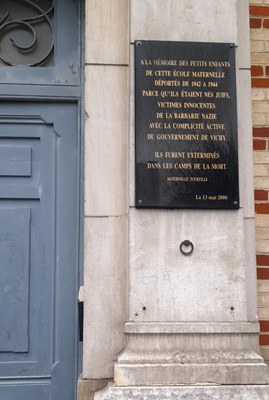 A LA MÉMOIRE DES PETITS ENFANTS
DE CETTE ÉCOLE MATERNELLE
DÉPORTÉS DE 1942 A 1944
PARCE QU'ILS ÉTAIENT NÉS JUIFS,
VICTIMES INNOCENTES
DE LA BARBARIE NAZIE
AVEC LA COMPLICITÉ ACTIVE
DU GOUVERNEMENT DE VICHY.
ILS FURENT EXTERMINÉS
DANS LES CAMPS DE LA MORT.
MATERNELLE TOURTILLE
Le 13 mai 2000